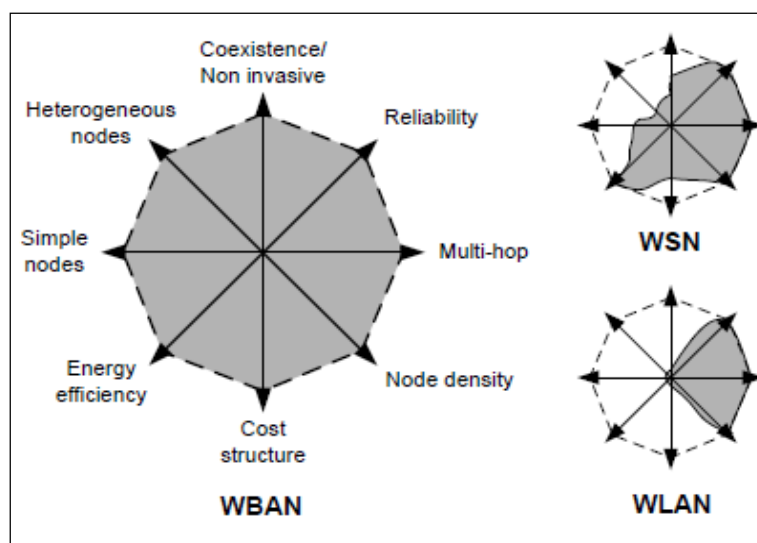 Coexistence/
Non invasive
Heterogeneous
nodes
Reliability
Simple
nodes
Multi-hop
Energy
efficiency
Node density
Cost
structure
WBAN
WSN
WLAN